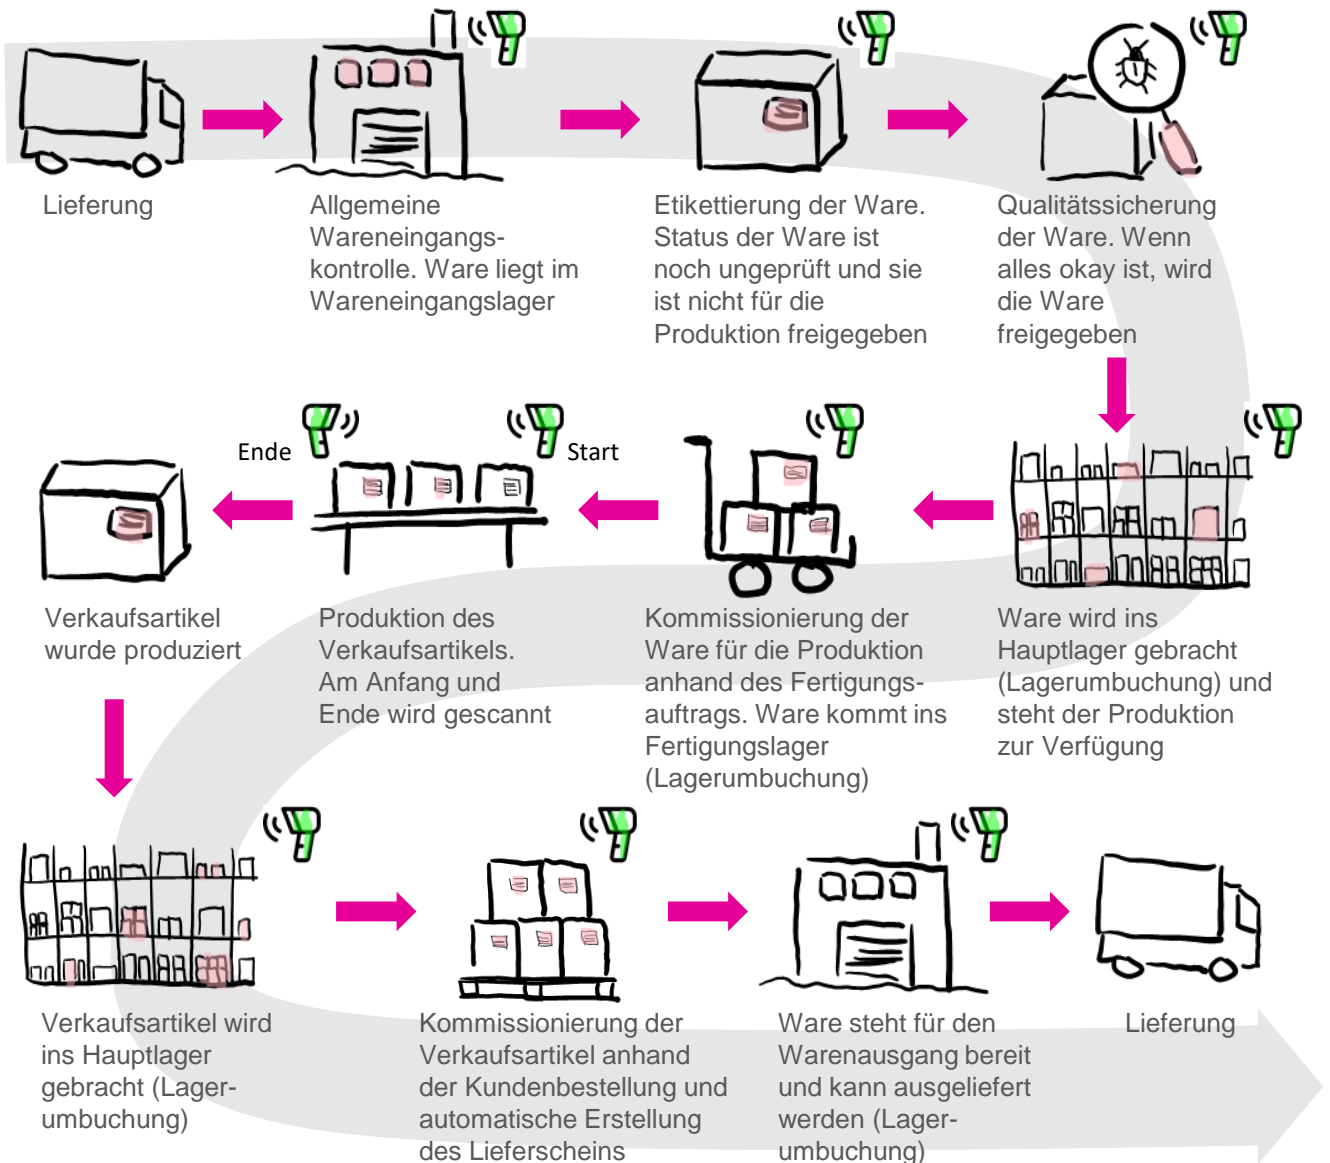 Lieferung
Allgemeine
Wareneingangs-
kontrolle. Ware liegt im
Wareneingangslager
Etikettierung der Ware.
Status der Ware ist
noch ungeprüft und sie
ist nicht für die
Produktion freigegeben
Qualitätssicherung
der Ware. Wenn
alles okay ist, wird
die Ware
freigegeben
Ende
Start
Verkaufsartikel
wurde produziert
Produktion des
Verkaufsartikels.
Am Anfang und
Ende wird gescannt
Kommissionierung der
Ware für die Produktion
anhand des Fertigungs-
auftrags. Ware kommt ins
Fertigungslager
(Lagerumbuchung)
Ware wird ins
Hauptlager gebracht
(Lagerumbuchung) und
steht der Produktion
zur Verfügung
Verkaufsartikel wird
ins Hauptlager
gebracht (Lager-
umbuchung)
Kommissionierung der
Verkaufsartikel anhand
der Kundenbestellung und
automatische Erstellung
des Lieferscheins
Ware steht für den
Warenausgang bereit
und kann ausgeliefert
werden (Lager-
umbuchung)
Lieferung